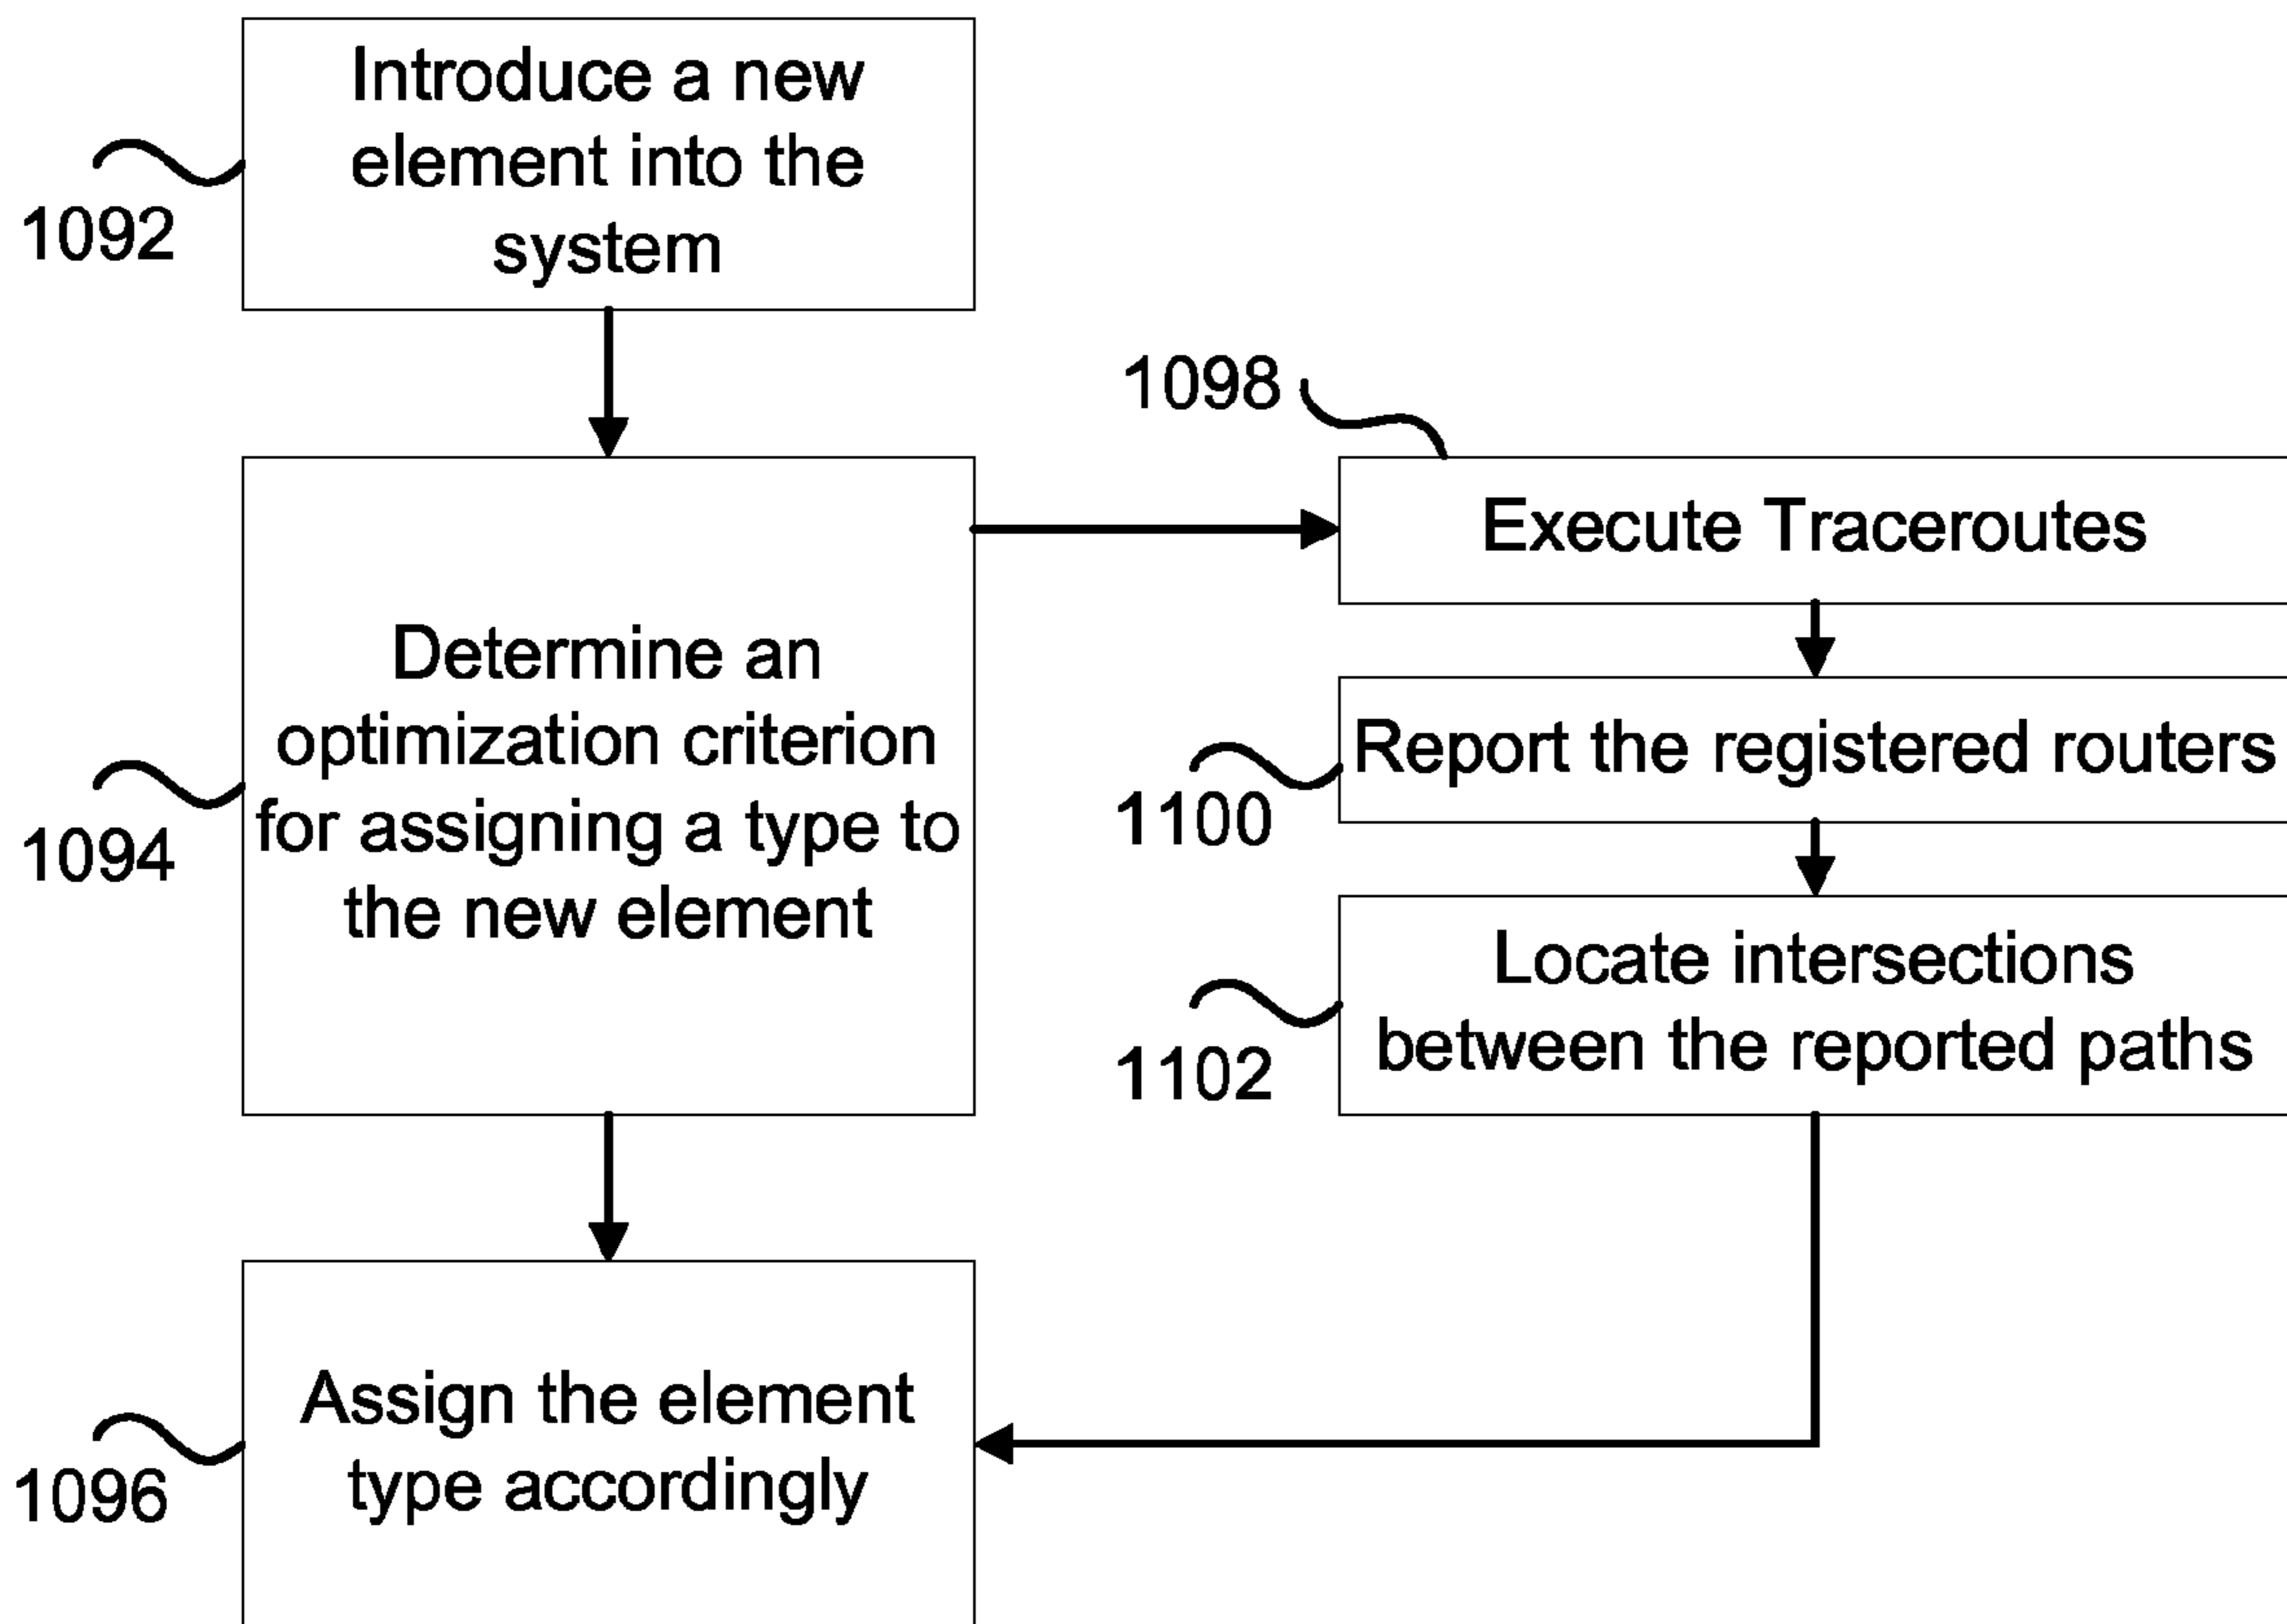 Introduce a new
element into the
system
1092
1098
Execute Traceroutes
Determine an
optimization criterion
for assigning a type to
the new element
1094
Report the registered routers
1100
Locate intersections
between the reported paths
1102
Assign the element
type accordingly
1096